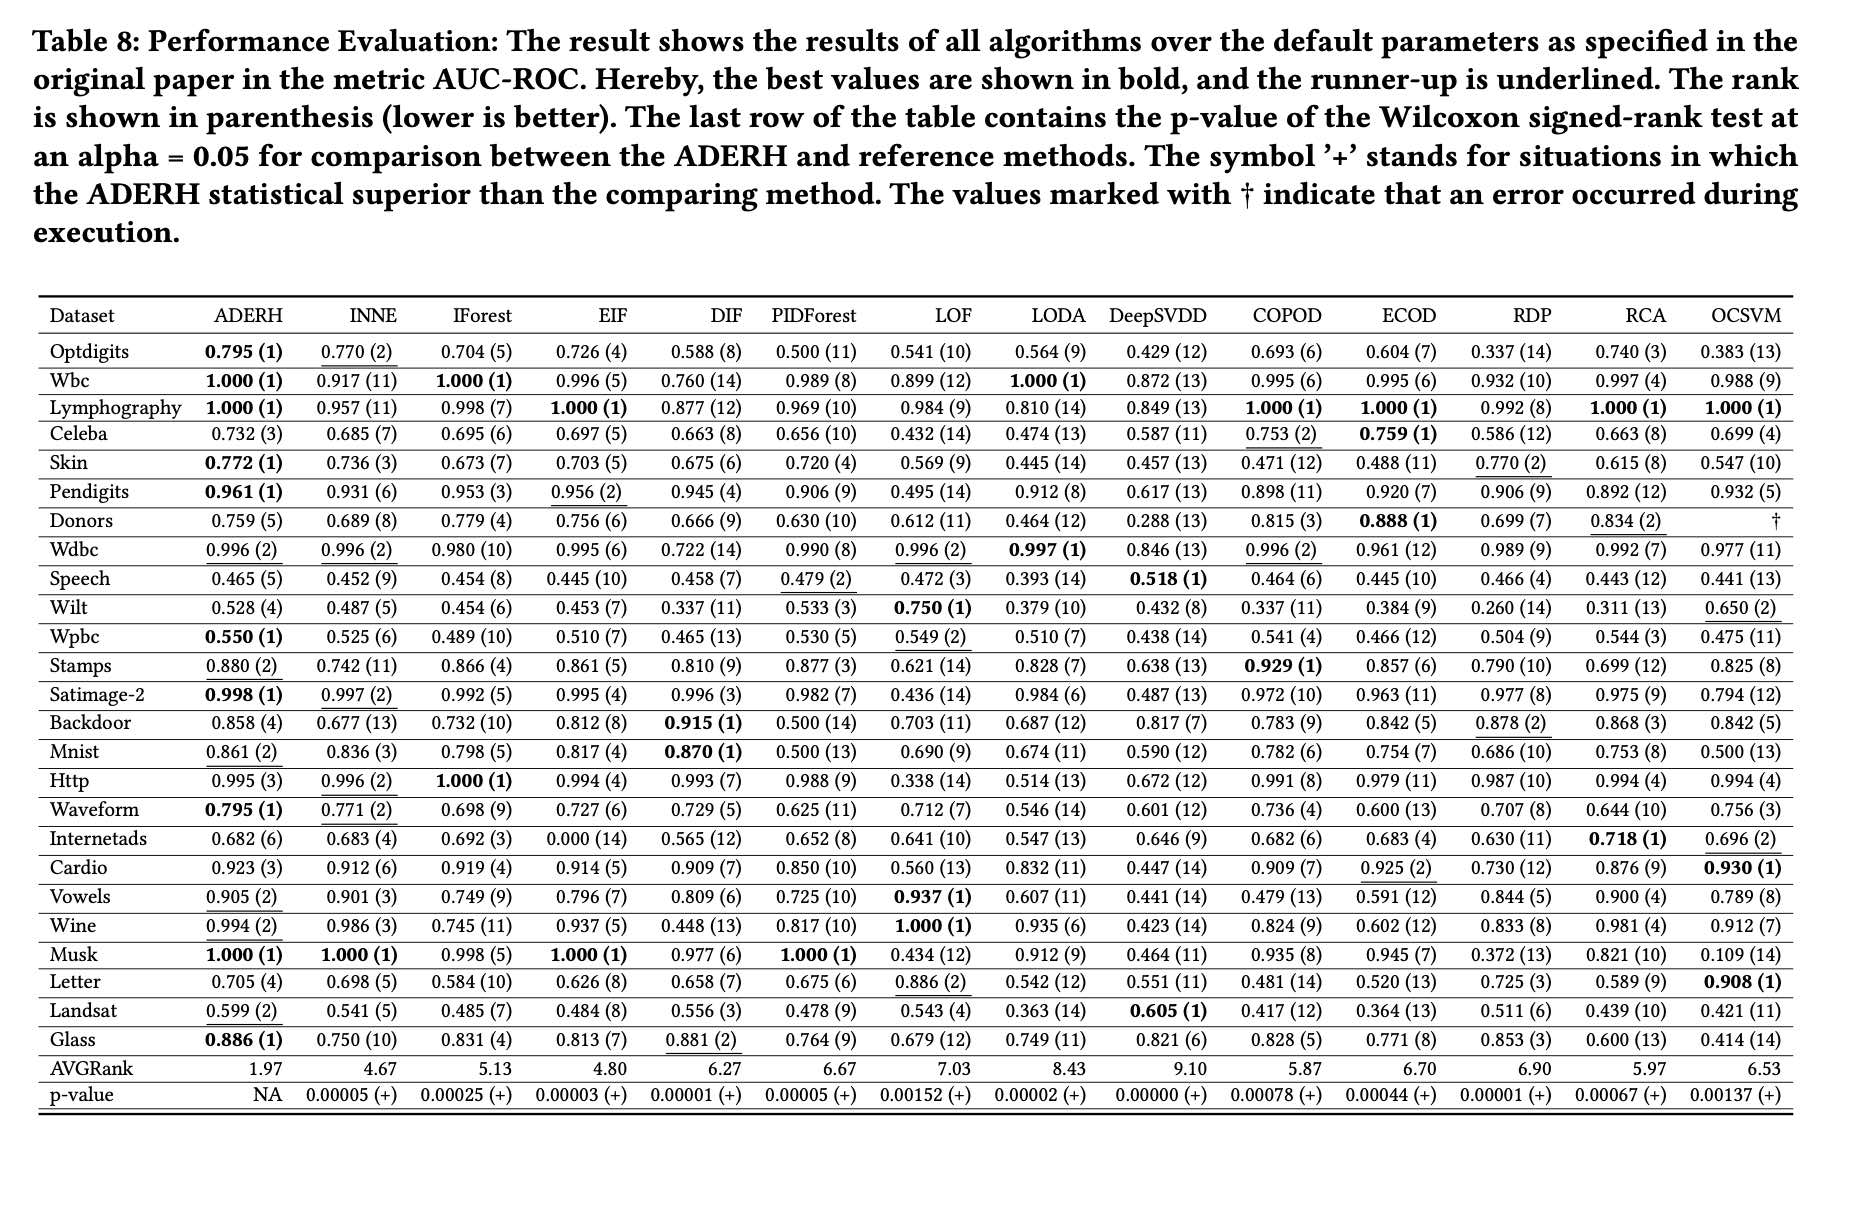 Table 8: Performance Evaluation: The result shows the results of all algorithms over the default parameters as specified in the
original paper in the metric AUC-ROC. Hereby, the best values are shown in bold, and the runner-up is underlined. The rank
is shown in parenthesis (lower is better). The last row of the table contains the p-value of the Wilcoxon signed-rank test at
an alpha = 0.05 for comparison between the ADERH and reference methods. The symbol ’+’ stands for situations in which
the ADERH statistical superior than the comparing method. The values marked with † indicate that an error occurred during
execution.
Dataset ADERH INNE IForest EIF DIF PIDForest LOF LODA DeepSVDD COPOD ECOD RDP RCA OCSVM
Optdigits 0.795 (1) 0.770 (2) 0.704 (5) 0.726 (4) 0.588 (8) 0.500 (11) 0.541 (10) 0.564 (9) 0.429 (12) 0.693 (6) 0.604 (7) 0.337 (14) 0.740 (3) 0.383 (13)
Wbc 1.000 (1) 0.917 (11) 1.000 (1) 0.996 (5) 0.760 (14) 0.989 (8) 0.899 (12) 1.000 (1) 0.872 (13) 0.995 (6) 0.995 (6) 0.932 (10) 0.997 (4) 0.988 (9)
Lymphography 1.000 (1) 0.957 (11) 0.998 (7) 1.000 (1) 0.877 (12) 0.969 (10) 0.984 (9) 0.810 (14) 0.849 (13) 1.000 (1) 1.000 (1) 0.992 (8) 1.000 (1) 1.000 (1)
Celeba 0.732 (3) 0.685 (7) 0.695 (6) 0.697 (5) 0.663 (8) 0.656 (10) 0.432 (14) 0.474 (13) 0.587 (11) 0.753 (2) 0.759 (1) 0.586 (12) 0.663 (8) 0.699 (4)
Skin 0.772 (1) 0.736 (3) 0.673 (7) 0.703 (5) 0.675 (6) 0.720 (4) 0.569 (9) 0.445 (14) 0.457 (13) 0.471 (12) 0.488 (11) 0.770 (2) 0.615 (8) 0.547 (10)
Pendigits 0.961 (1) 0.931 (6) 0.953 (3) 0.956 (2) 0.945 (4) 0.906 (9) 0.495 (14) 0.912 (8) 0.617 (13) 0.898 (11) 0.920 (7) 0.906 (9) 0.892 (12) 0.932 (5)
Donors 0.759 (5) 0.689 (8) 0.779 (4) 0.756 (6) 0.666 (9) 0.630 (10) 0.612 (11) 0.464 (12) 0.288 (13) 0.815 (3) 0.888 (1) 0.699 (7) 0.834 (2) †
Wdbc 0.996 (2) 0.996 (2) 0.980 (10) 0.995 (6) 0.722 (14) 0.990 (8) 0.996 (2) 0.997 (1) 0.846 (13) 0.996 (2) 0.961 (12) 0.989 (9) 0.992 (7) 0.977 (11)
Speech 0.465 (5) 0.452 (9) 0.454 (8) 0.445 (10) 0.458 (7) 0.479 (2) 0.472 (3) 0.393 (14) 0.518 (1) 0.464 (6) 0.445 (10) 0.466 (4) 0.443 (12) 0.441 (13)
Wilt 0.528 (4) 0.487 (5) 0.454 (6) 0.453 (7) 0.337 (11) 0.533 (3) 0.750 (1) 0.379 (10) 0.432 (8) 0.337 (11) 0.384 (9) 0.260 (14) 0.311 (13) 0.650 (2)
Wpbc 0.550 (1) 0.525 (6) 0.489 (10) 0.510 (7) 0.465 (13) 0.530 (5) 0.549 (2) 0.510 (7) 0.438 (14) 0.541 (4) 0.466 (12) 0.504 (9) 0.544 (3) 0.475 (11)
Stamps 0.880 (2) 0.742 (11) 0.866 (4) 0.861 (5) 0.810 (9) 0.877 (3) 0.621 (14) 0.828 (7) 0.638 (13) 0.929 (1) 0.857 (6) 0.790 (10) 0.699 (12) 0.825 (8)
Satimage-2 0.998 (1) 0.997 (2) 0.992 (5) 0.995 (4) 0.996 (3) 0.982 (7) 0.436 (14) 0.984 (6) 0.487 (13) 0.972 (10) 0.963 (11) 0.977 (8) 0.975 (9) 0.794 (12)
Backdoor 0.858 (4) 0.677 (13) 0.732 (10) 0.812 (8) 0.915 (1) 0.500 (14) 0.703 (11) 0.687 (12) 0.817 (7) 0.783 (9) 0.842 (5) 0.878 (2) 0.868 (3) 0.842 (5)
Mnist 0.861 (2) 0.836 (3) 0.798 (5) 0.817 (4) 0.870 (1) 0.500 (13) 0.690 (9) 0.674 (11) 0.590 (12) 0.782 (6) 0.754 (7) 0.686 (10) 0.753 (8) 0.500 (13)
Http 0.995 (3) 0.996 (2) 1.000 (1) 0.994 (4) 0.993 (7) 0.988 (9) 0.338 (14) 0.514 (13) 0.672 (12) 0.991 (8) 0.979 (11) 0.987 (10) 0.994 (4) 0.994 (4)
Waveform 0.795 (1) 0.771 (2) 0.698 (9) 0.727 (6) 0.729 (5) 0.625 (11) 0.712 (7) 0.546 (14) 0.601 (12) 0.736 (4) 0.600 (13) 0.707 (8) 0.644 (10) 0.756 (3)
Internetads 0.682 (6) 0.683 (4) 0.692 (3) 0.000 (14) 0.565 (12) 0.652 (8) 0.641 (10) 0.547 (13) 0.646 (9) 0.682 (6) 0.683 (4) 0.630 (11) 0.718 (1) 0.696 (2)
Cardio 0.923 (3) 0.912 (6) 0.919 (4) 0.914 (5) 0.909 (7) 0.850 (10) 0.560 (13) 0.832 (11) 0.447 (14) 0.909 (7) 0.925 (2) 0.730 (12) 0.876 (9) 0.930 (1)
Vowels 0.905 (2) 0.901 (3) 0.749 (9) 0.796 (7) 0.809 (6) 0.725 (10) 0.937 (1) 0.607 (11) 0.441 (14) 0.479 (13) 0.591 (12) 0.844 (5) 0.900 (4) 0.789 (8)
Wine 0.994 (2) 0.986 (3) 0.745 (11) 0.937 (5) 0.448 (13) 0.817 (10) 1.000 (1) 0.935 (6) 0.423 (14) 0.824 (9) 0.602 (12) 0.833 (8) 0.981 (4) 0.912 (7)
Musk 1.000 (1) 1.000 (1) 0.998 (5) 1.000 (1) 0.977 (6) 1.000 (1) 0.434 (12) 0.912 (9) 0.464 (11) 0.935 (8) 0.945 (7) 0.372 (13) 0.821 (10) 0.109 (14)
Letter 0.705 (4) 0.698 (5) 0.584 (10) 0.626 (8) 0.658 (7) 0.675 (6) 0.886 (2) 0.542 (12) 0.551 (11) 0.481 (14) 0.520 (13) 0.725 (3) 0.589 (9) 0.908 (1)
Landsat 0.599 (2) 0.541 (5) 0.485 (7) 0.484 (8) 0.556 (3) 0.478 (9) 0.543 (4) 0.363 (14) 0.605 (1) 0.417 (12) 0.364 (13) 0.511 (6) 0.439 (10) 0.421 (11)
Glass 0.886 (1) 0.750 (10) 0.831 (4) 0.813 (7) 0.881 (2) 0.764 (9) 0.679 (12) 0.749 (11) 0.821 (6) 0.828 (5) 0.771 (8) 0.853 (3) 0.600 (13) 0.414 (14)
AVGRank 1.97 4.67 5.13 4.80 6.27 6.67 7.03 8.43 9.10 5.87 6.70 6.90 5.97 6.53
p-value NA 0.00005 (+) 0.00025 (+) 0.00003 (+) 0.00001 (+) 0.00005 (+) 0.00152 (+) 0.00002 (+) 0.00000 (+) 0.00078 (+) 0.00044 (+) 0.00001 (+) 0.00067 (+) 0.00137 (+)